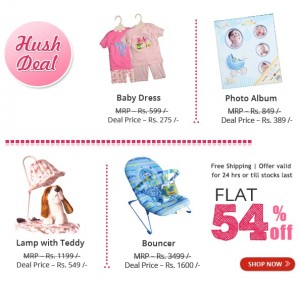 Hush
Deal
Baby Dress
MRP – Rs. 599 /-
Deal Price – Rs. 275 /-
Photo Album
MRP – Rs. 849 /-
Deal Price – Rs. 389 /-
Lamp with Teddy
MRP – Rs. 1199 /-
Deal Price – Rs. 549 /-
Bouncer
MRP – Rs. 3499 /-
Deal Price – Rs. 1600 /-
Free Shipping | Offer valid
for 24 hrs or till stocks last
FLAT
54% off
SHOP NOW >